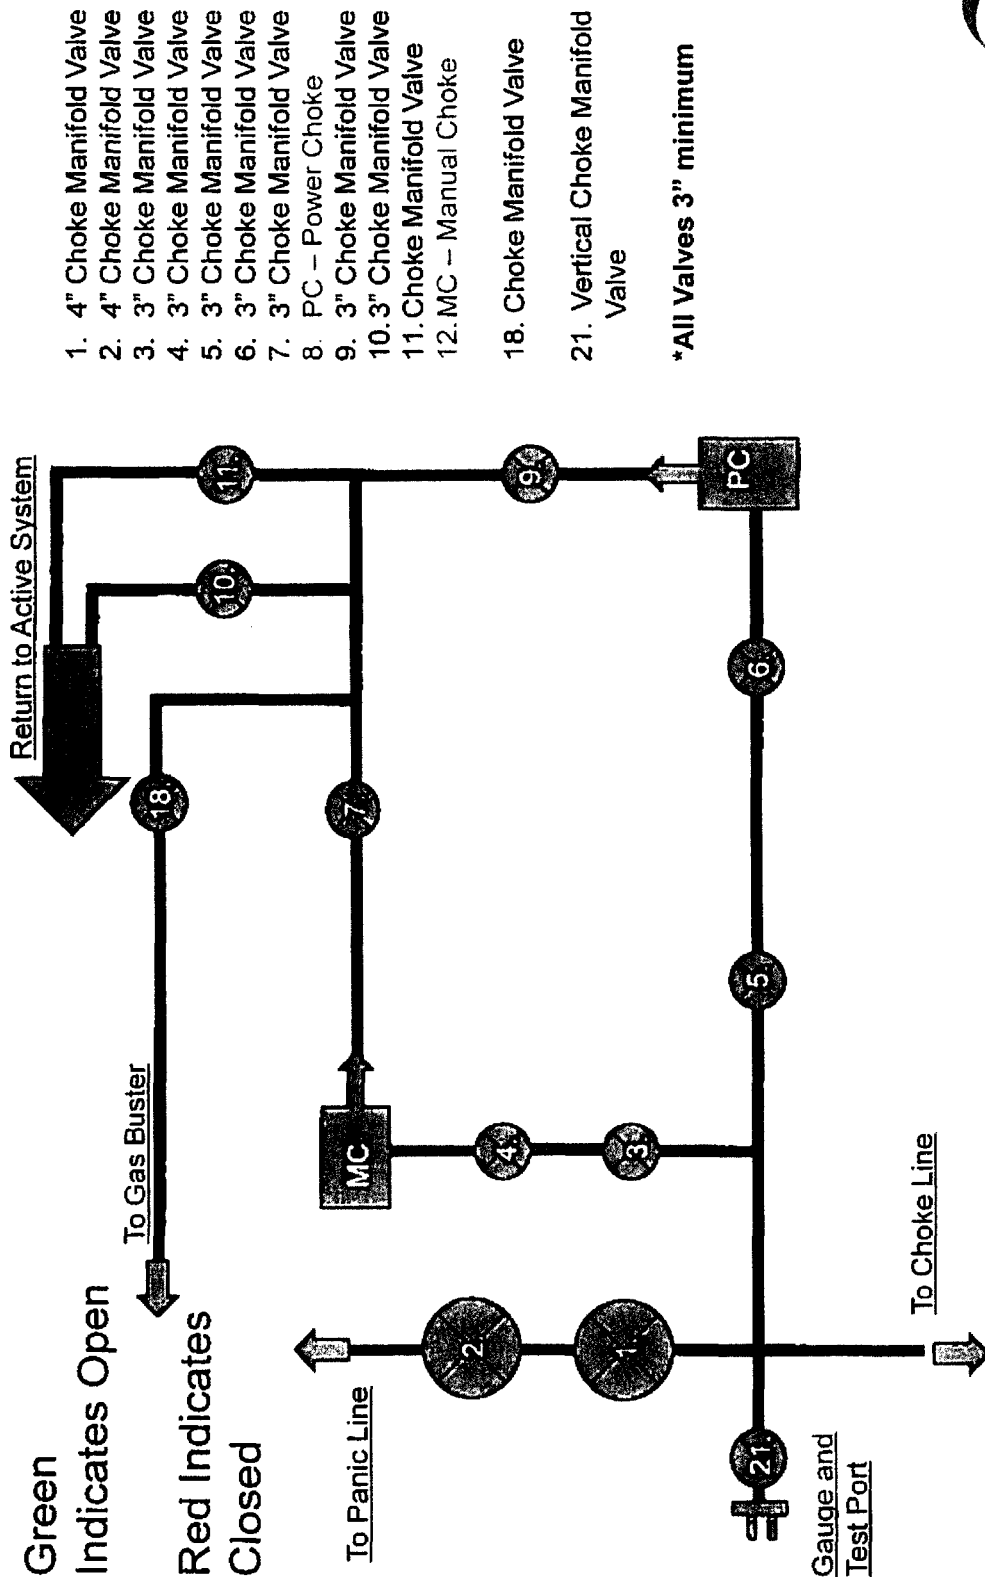 Green
Indicates Open
Red Indicates
Closed
To Gas Buster
Return to Active System
To Panic Line
Gauge and
Test Port
To Choke Line
1.
2.
3.
4.
5.
6.
7.
9.
10.
11.
18.
21.
MC
PC
1. 4" Choke Manifold Valve
2. 4" Choke Manifold Valve
3. 3" Choke Manifold Valve
4. 3" Choke Manifold Valve
5. 3" Choke Manifold Valve
6. 3" Choke Manifold Valve
7. 3" Choke Manifold Valve
8. PC – Power Choke
9. 3" Choke Manifold Valve
10. 3" Choke Manifold Valve
11. Choke Manifold Valve
12. MC – Manual Choke
18. Choke Manifold Valve
21. Vertical Choke Manifold
Valve
*All Valves 3" minimum